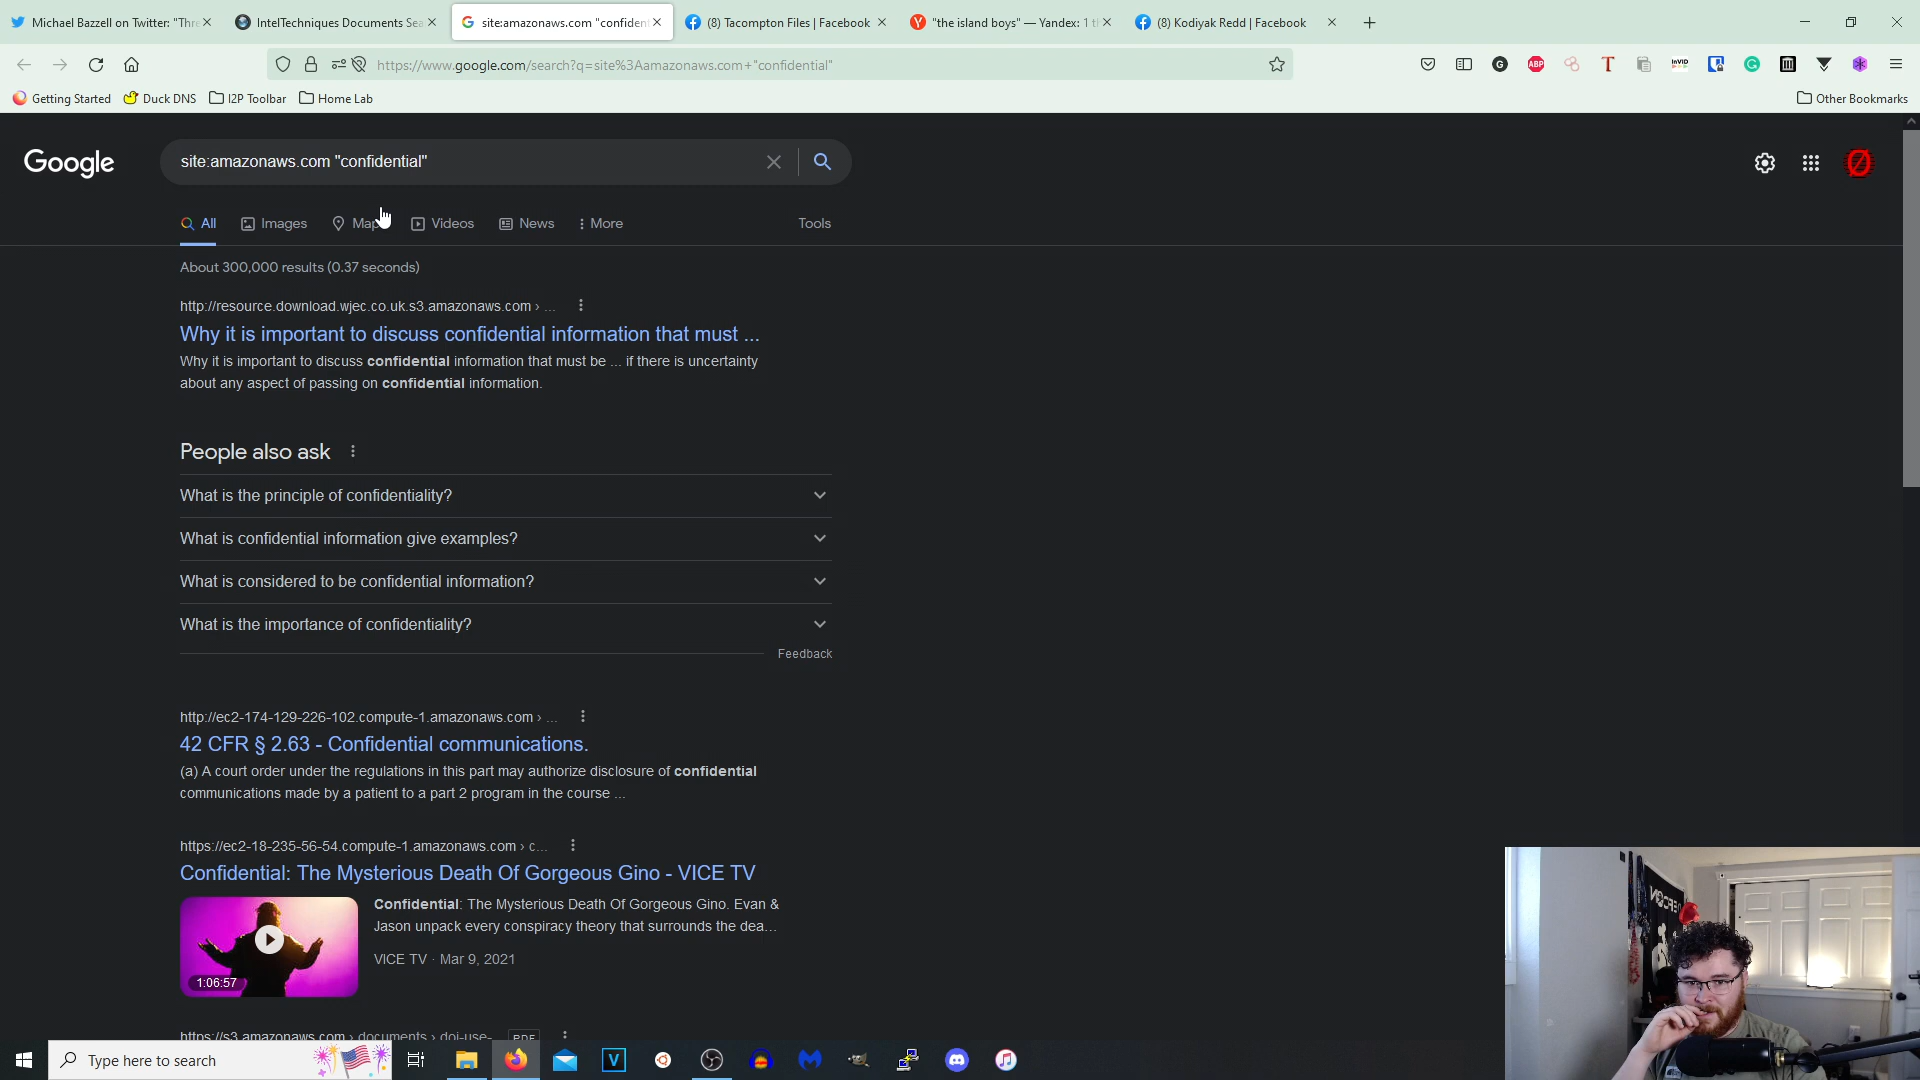 Michael Bazzell on Twitter: "Thre
IntelTechniques Documents Sea
site:amazonaws.com "confident
(8) Tacompton Files | Facebook
"the island boys" — Yandex: 1 t
(8) Kodiyak Redd | Facebook
https://www.google.com/search?q=site%3Aamazonaws.com+"confidential"
Getting Started
Duck DNS
I2P Toolbar
Home Lab
Other Bookmarks
Google
site:amazonaws.com "confidential"
All
Images
Videos
News
More
Tools
About 300,000 results (0.37 seconds)
http://resource.download.wjec.co.uk.s3.amazonaws.com › ...
Why it is important to discuss confidential information that must ...
Why it is important to discuss confidential information that must be ... if there is uncertainty
about any aspect of passing on confidential information.
People also ask
What is the principle of confidentiality?
What is confidential information give examples?
What is considered to be confidential information?
What is the importance of confidentiality?
Feedback
http://ec2-174-129-226-102.compute-1.amazonaws.com › ...
42 CFR § 2.63 - Confidential communications.
(a) A court order under the regulations in this part may authorize disclosure of confidential
communications made by a patient to a part 2 program in the course ...
https://ec2-18-235-56-54.compute-1.amazonaws.com › c...
Confidential: The Mysterious Death Of Gorgeous Gino - VICE TV
Confidential: The Mysterious Death Of Gorgeous Gino. Evan &
Jason unpack every conspiracy theory that surrounds the dea...
VICE TV · Mar 9, 2021
1:06:57
https://s3.amazonaws.com › documents › doi-use-
PDF
Type here to search